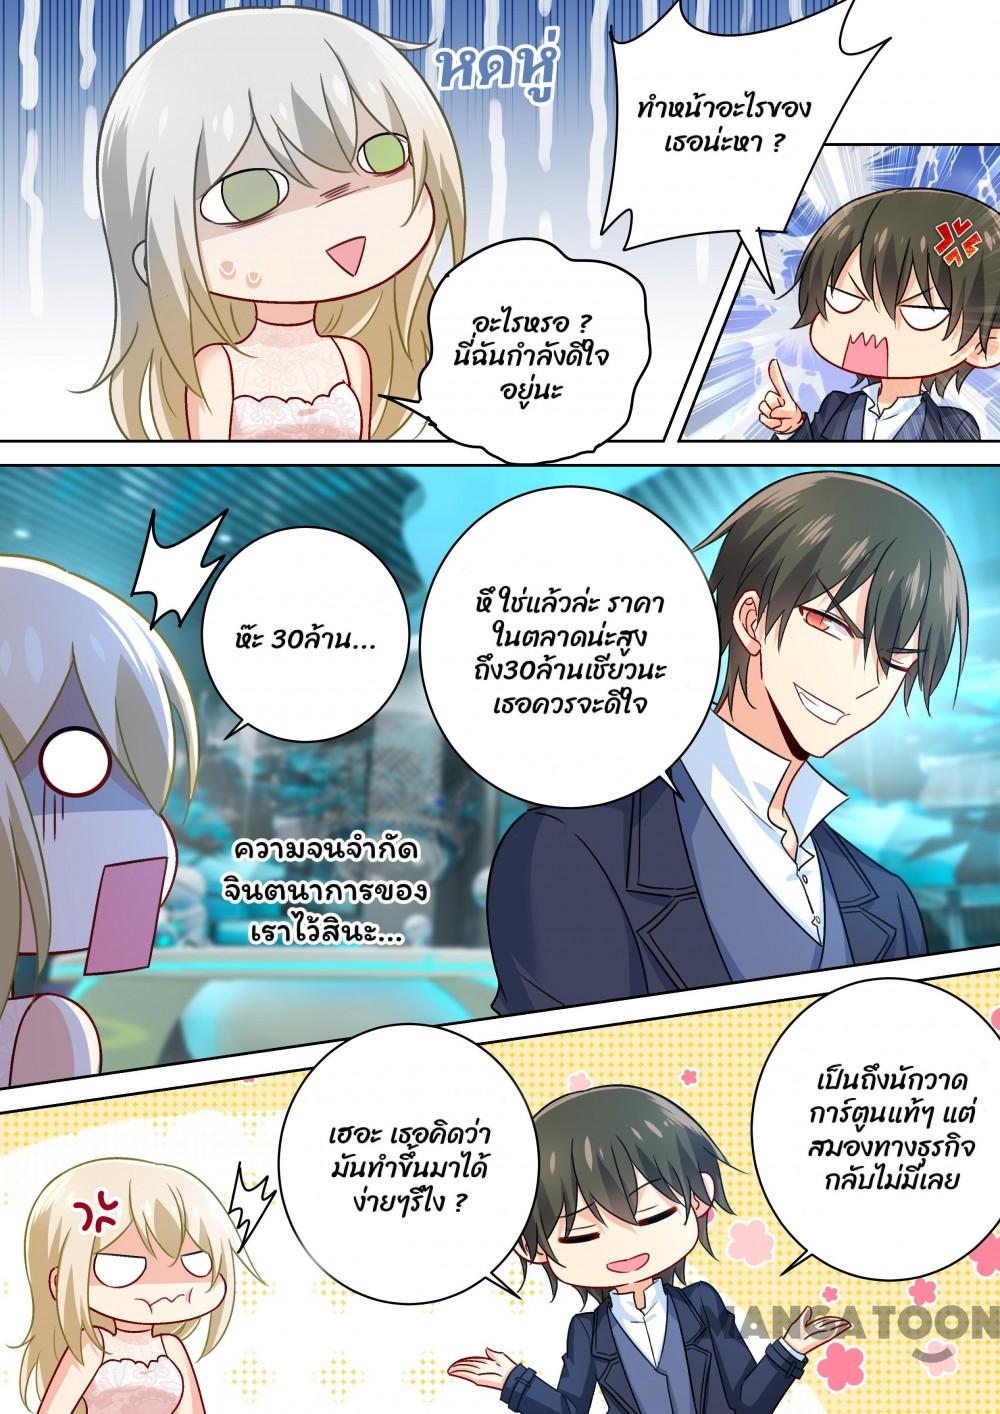 หดหู่
ทำหน้าอะไรของ
เธอน่ะหา ?
อะไรหรอ ?
นี่ฉันกำลังดีใจ
อยู่นะ
หึ ใช่แล้วล่ะ ราคา
ในตลาดน่ะสูง
ถึง30ล้านเชียวนะ
เธอควรจะดีใจ
ห๊ะ 30ล้าน...
ความจนจำกัด
จินตนาการของ
เราไว้สินะ...
เป็นถึงนักวาด
การ์ตูนแท้ๆ แต่
สมองทางธุรกิจ
กลับไม่มีเลย
เฮอะ เธอคิดว่า
มันทำขึ้นมาได้
ง่ายๆรึไง ?
MANGATOON